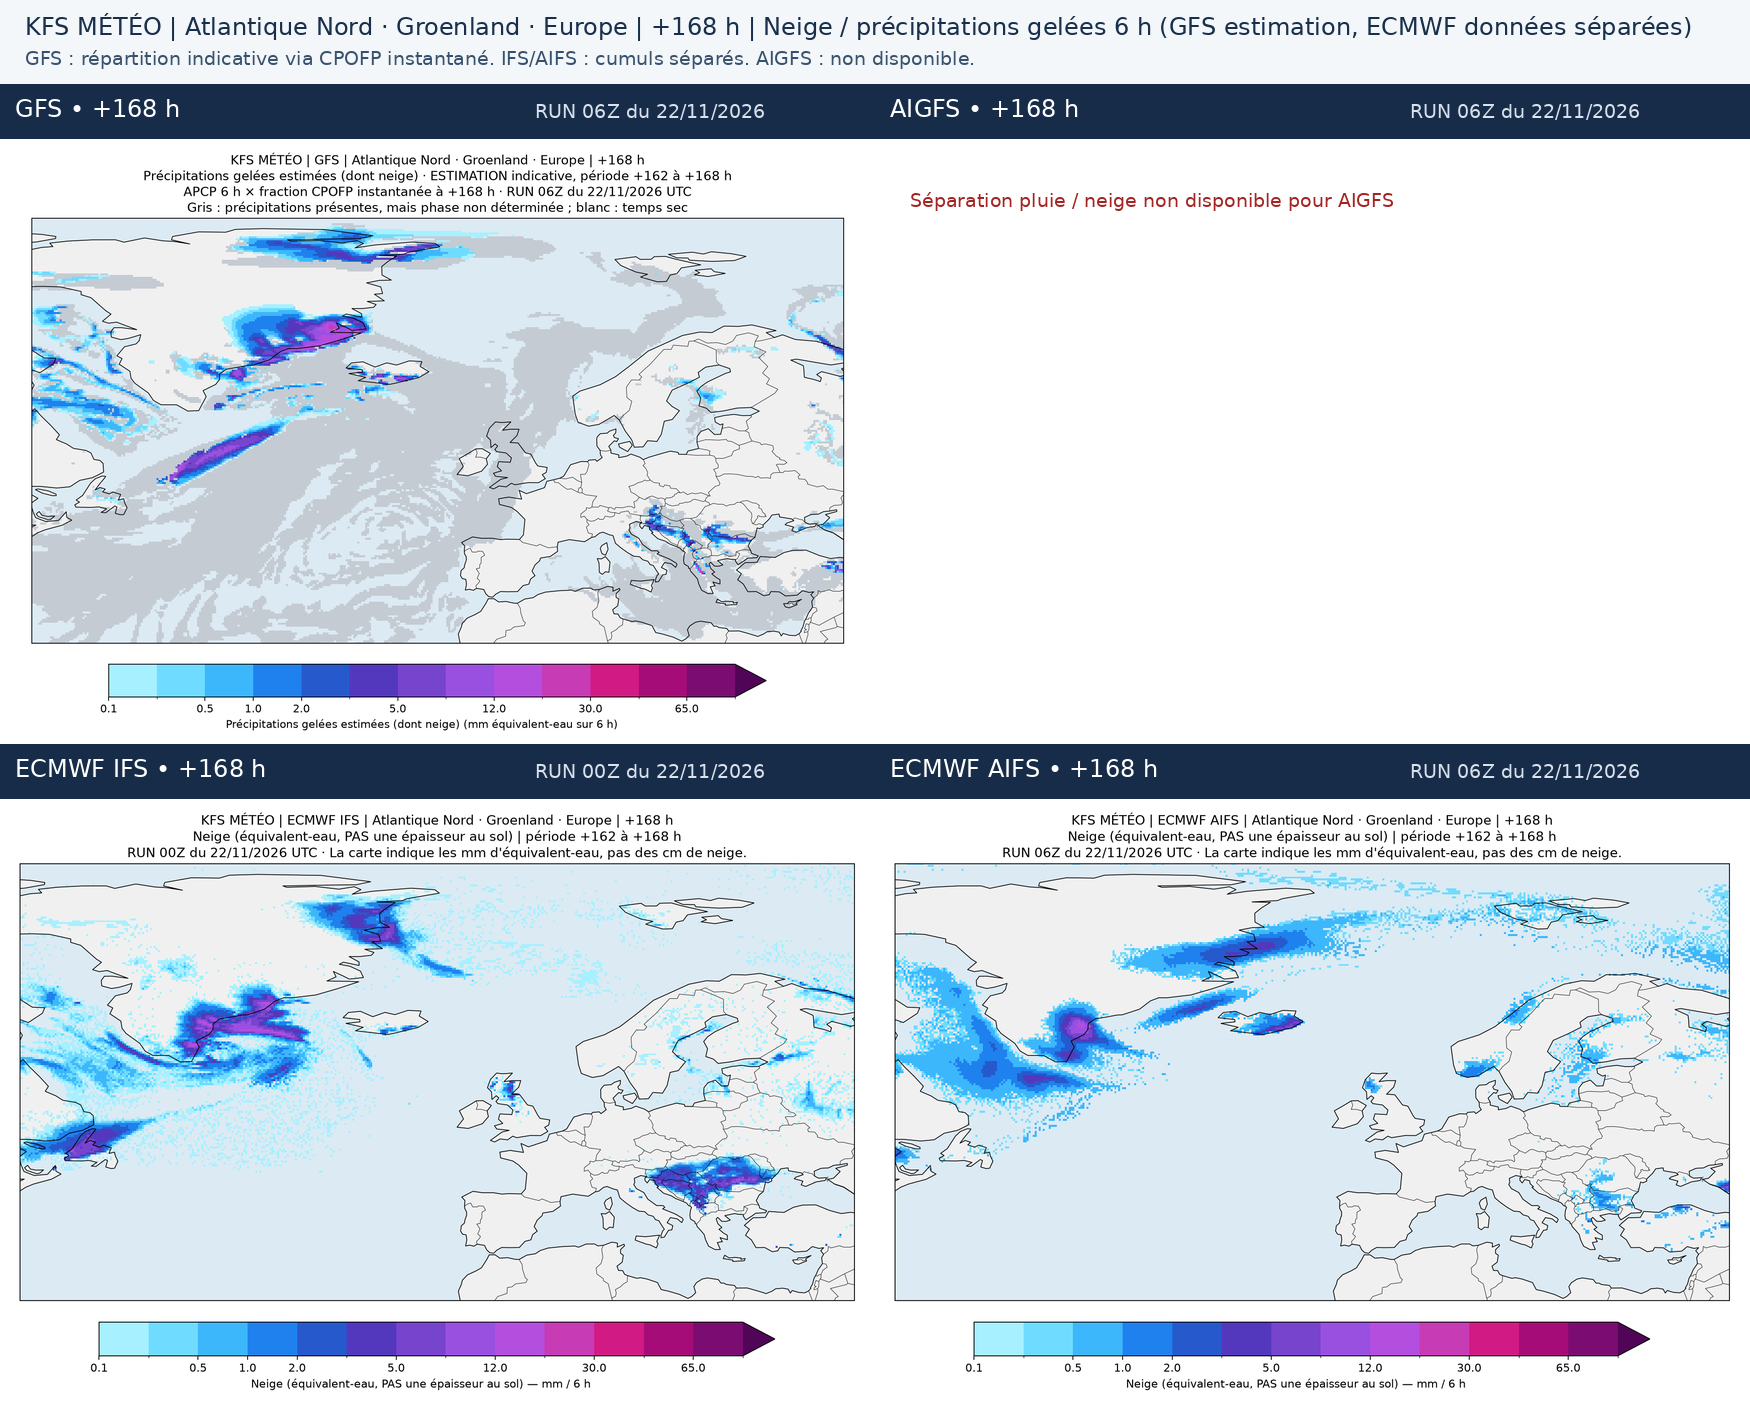 KFS MÉTÉO | Atlantique Nord · Groenland · Europe | +168 h | Neige / précipitations gelées 6 h (GFS estimation, ECMWF données séparées)
GFS : répartition indicative via CPOFP instantané. IFS/AIFS : cumuls séparés. AIGFS : non disponible.
GFS • +168 h
RUN 06Z du 22/11/2026
AIGFS • +168 h
RUN 06Z du 22/11/2026
KFS MÉTÉO | GFS | Atlantique Nord · Groenland · Europe | +168 h
Précipitations gelées estimées (dont neige) · ESTIMATION indicative, période +162 à +168 h
APCP 6 h × fraction CPOFP instantanée à +168 h · RUN 06Z du 22/11/2026 UTC
Gris : précipitations présentes, mais phase non déterminée ; blanc : temps sec
Séparation pluie / neige non disponible pour AIGFS
0.1 0.5 1.0 2.0 5.0 12.0 30.0 65.0
Précipitations gelées estimées (dont neige) (mm équivalent-eau sur 6 h)
ECMWF IFS • +168 h
RUN 00Z du 22/11/2026
ECMWF AIFS • +168 h
RUN 06Z du 22/11/2026
KFS MÉTÉO | ECMWF IFS | Atlantique Nord · Groenland · Europe | +168 h
Neige (équivalent-eau, PAS une épaisseur au sol) | période +162 à +168 h
RUN 00Z du 22/11/2026 UTC · La carte indique les mm d'équivalent-eau, pas des cm de neige.
0.1 0.5 1.0 2.0 5.0 12.0 30.0 65.0
Neige (équivalent-eau, PAS une épaisseur au sol) — mm / 6 h
KFS MÉTÉO | ECMWF AIFS | Atlantique Nord · Groenland · Europe | +168 h
Neige (équivalent-eau, PAS une épaisseur au sol) | période +162 à +168 h
RUN 06Z du 22/11/2026 UTC · La carte indique les mm d'équivalent-eau, pas des cm de neige.
0.1 0.5 1.0 2.0 5.0 12.0 30.0 65.0
Neige (équivalent-eau, PAS une épaisseur au sol) — mm / 6 h